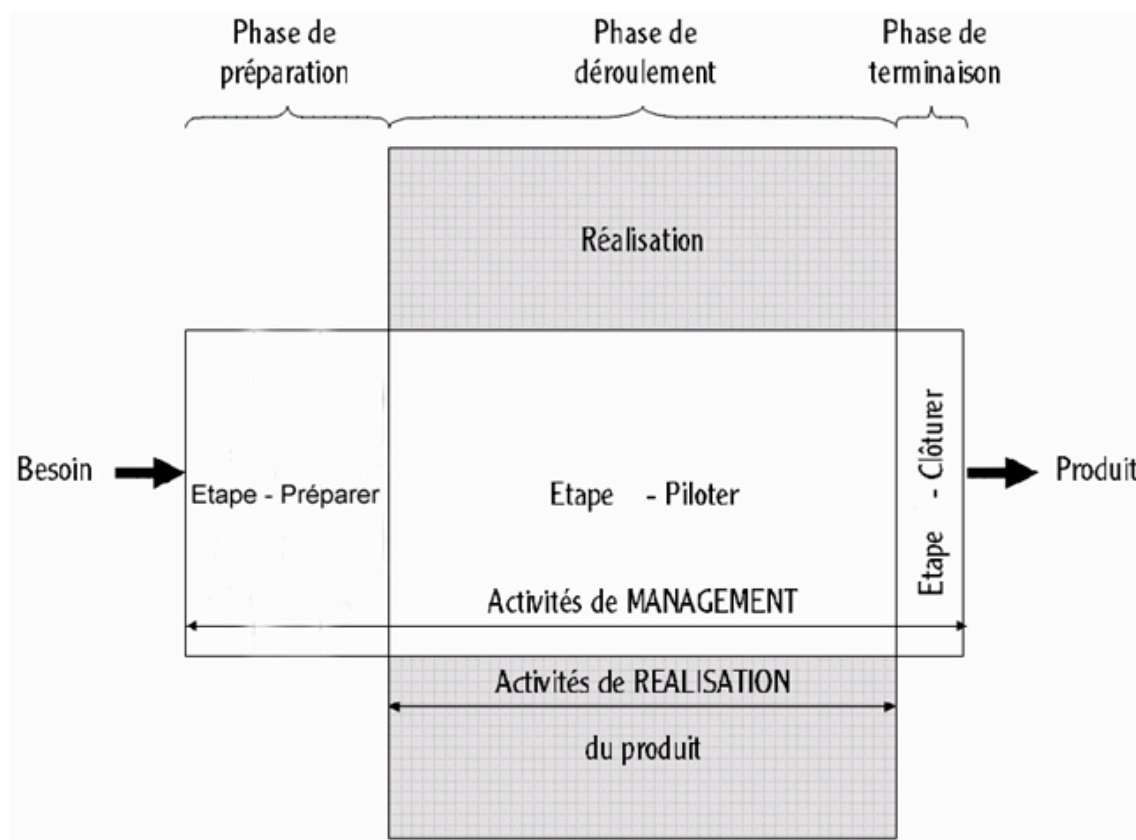 Phase de
préparation
Phase de
déroulement
Phase de
terminaison
Réalisation
Besoin
Etape - Préparer
Etape - Piloter
Etape - Clôturer
Produit
Activités de MANAGEMENT
Activités de REALISATION
du produit